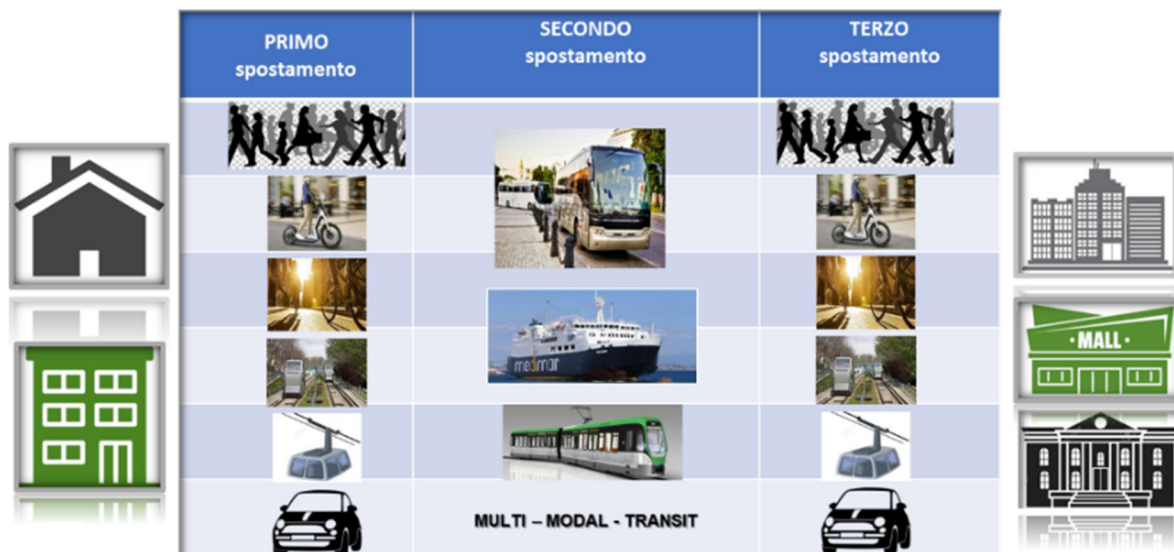 PRIMO
spostamento
SECONDO
spostamento
TERZO
spostamento
medmar
· MALL ·
MULTI – MODAL - TRANSIT